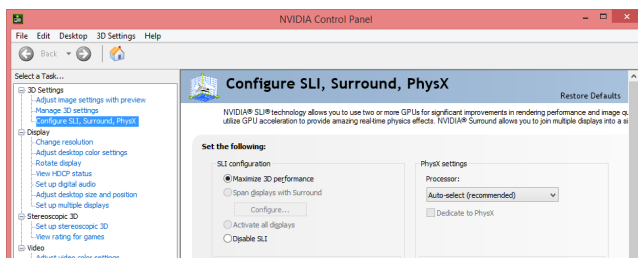 NVIDIA Control Panel
File Edit Desktop 3D Settings Help
Back
Select a Task...
3D Settings
Adjust image settings with preview
Manage 3D settings
Configure SLI, Surround, PhysX
Display
Change resolution
Adjust desktop color settings
Rotate display
View HDCP status
Set up digital audio
Adjust desktop size and position
Set up multiple displays
Stereoscopic 3D
Set up stereoscopic 3D
View rating for games
Video
Adjust video color settings
Configure SLI, Surround, PhysX
Restore Defaults
NVIDIA® SLI® technology allows you to use two or more GPUs for significant improvements in rendering performance and image qu
utilize GPU acceleration to provide amazing real-time physics effects. NVIDIA® Surround allows you to join multiple displays into a si
Set the following:
SLI configuration
Maximize 3D performance
Span displays with Surround
Configure...
Activate all displays
Disable SLI
PhysX settings
Processor:
Auto-select (recommended)
Dedicate to PhysX